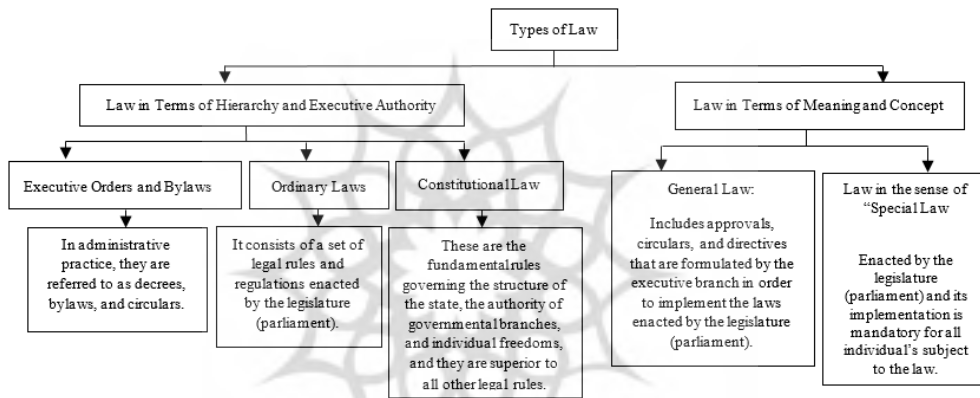 Types of Law
Law in Terms of Hierarchy and Executive Authority
Law in Terms of Meaning and Concept
Executive Orders and Bylaws
Ordinary Laws
Constitutional Law
General Law:
Includes approvals,
circulars, and directives
that are formulated by the
executive branch in order
to implement the laws
enacted by the legislature
(parliament).
Law in the sense of
“Special Law
Enacted by the
legislature
(parliament) and its
implementation is
mandatory for all
individual’s subject
to the law.
In administrative
practice, they are
referred to as decrees,
bylaws, and circulars.
It consists of a set of
legal rules and
regulations enacted
by the legislature
(parliament).
These are the
fundamental rules
governing the structure of
the state, the authority of
governmental branches,
and individual freedoms,
and they are superior to
all other legal rules.